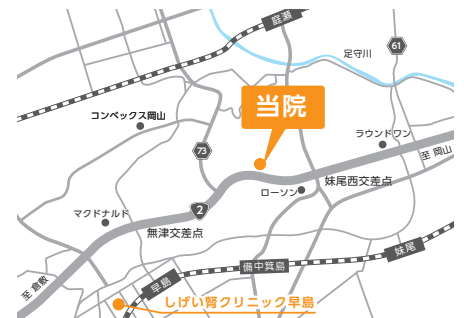 庭瀬
足守川
61
コンベックス岡山
当院
ラウンドワン
至 岡山
73
妹尾西交差点
ローソン
マクドナルド
2
無津交差点
妹尾
備中箕島
至 倉敷
早島
しげい腎クリニック早島